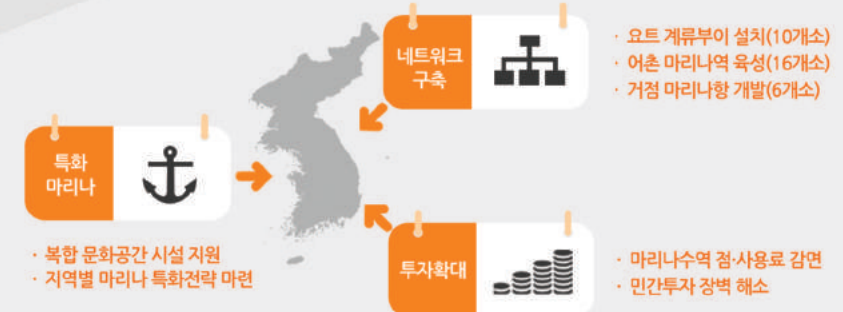 네트워크
구축
· 요트 계류부이 설치(10개소)
· 어촌 마리나역 육성(16개소)
· 거점 마리나항 개발(6개소)
특화
마리나
· 복합 문화공간 시설 지원
· 지역별 마리나 특화전략 마련
투자확대
· 마리나수역 점·사용료 감면
· 민간투자 장벽 해소